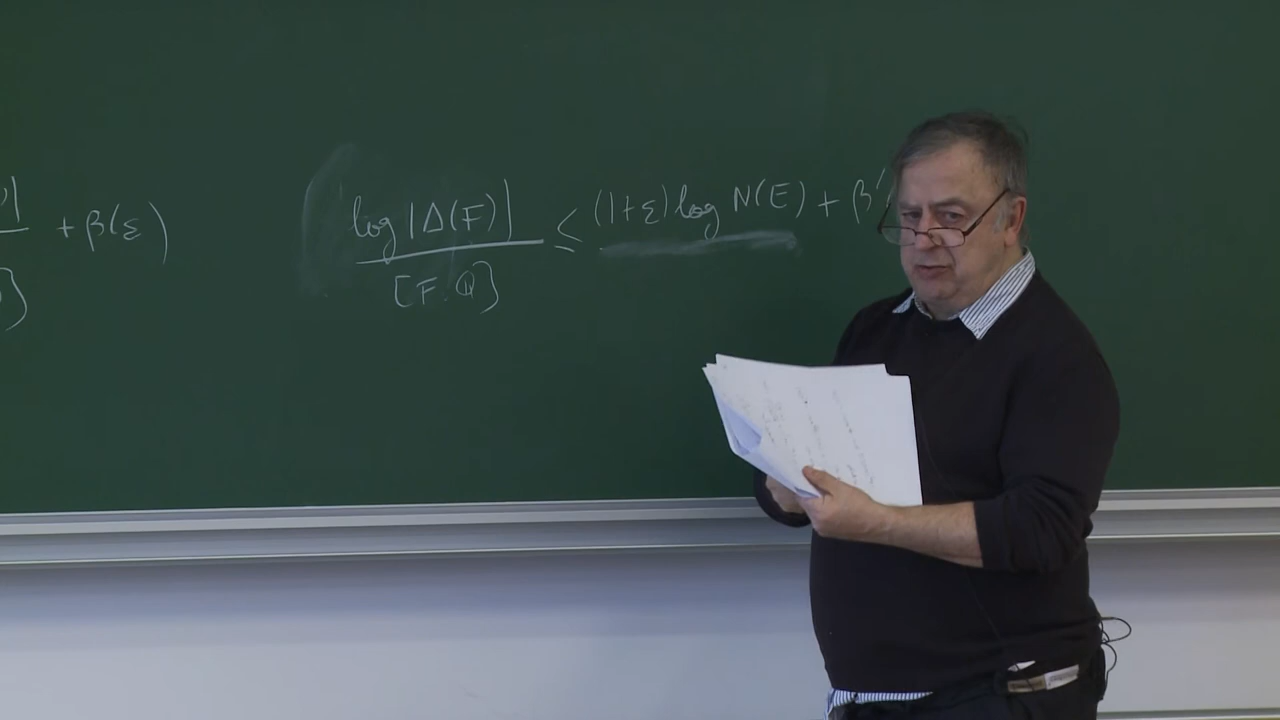 + β(ε)
log |Δ(F)| ≤ (1+ε) log N(E) + β'
[F:ℚ]